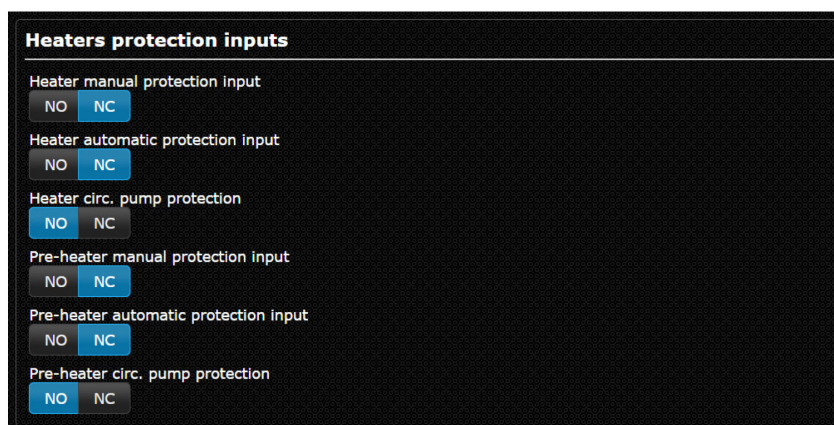 Heaters protection inputs
Heater manual protection input
NO NC
Heater automatic protection input
NO NC
Heater circ. pump protection
NO NC
Pre-heater manual protection input
NO NC
Pre-heater automatic protection input
NO NC
Pre-heater circ. pump protection
NO NC